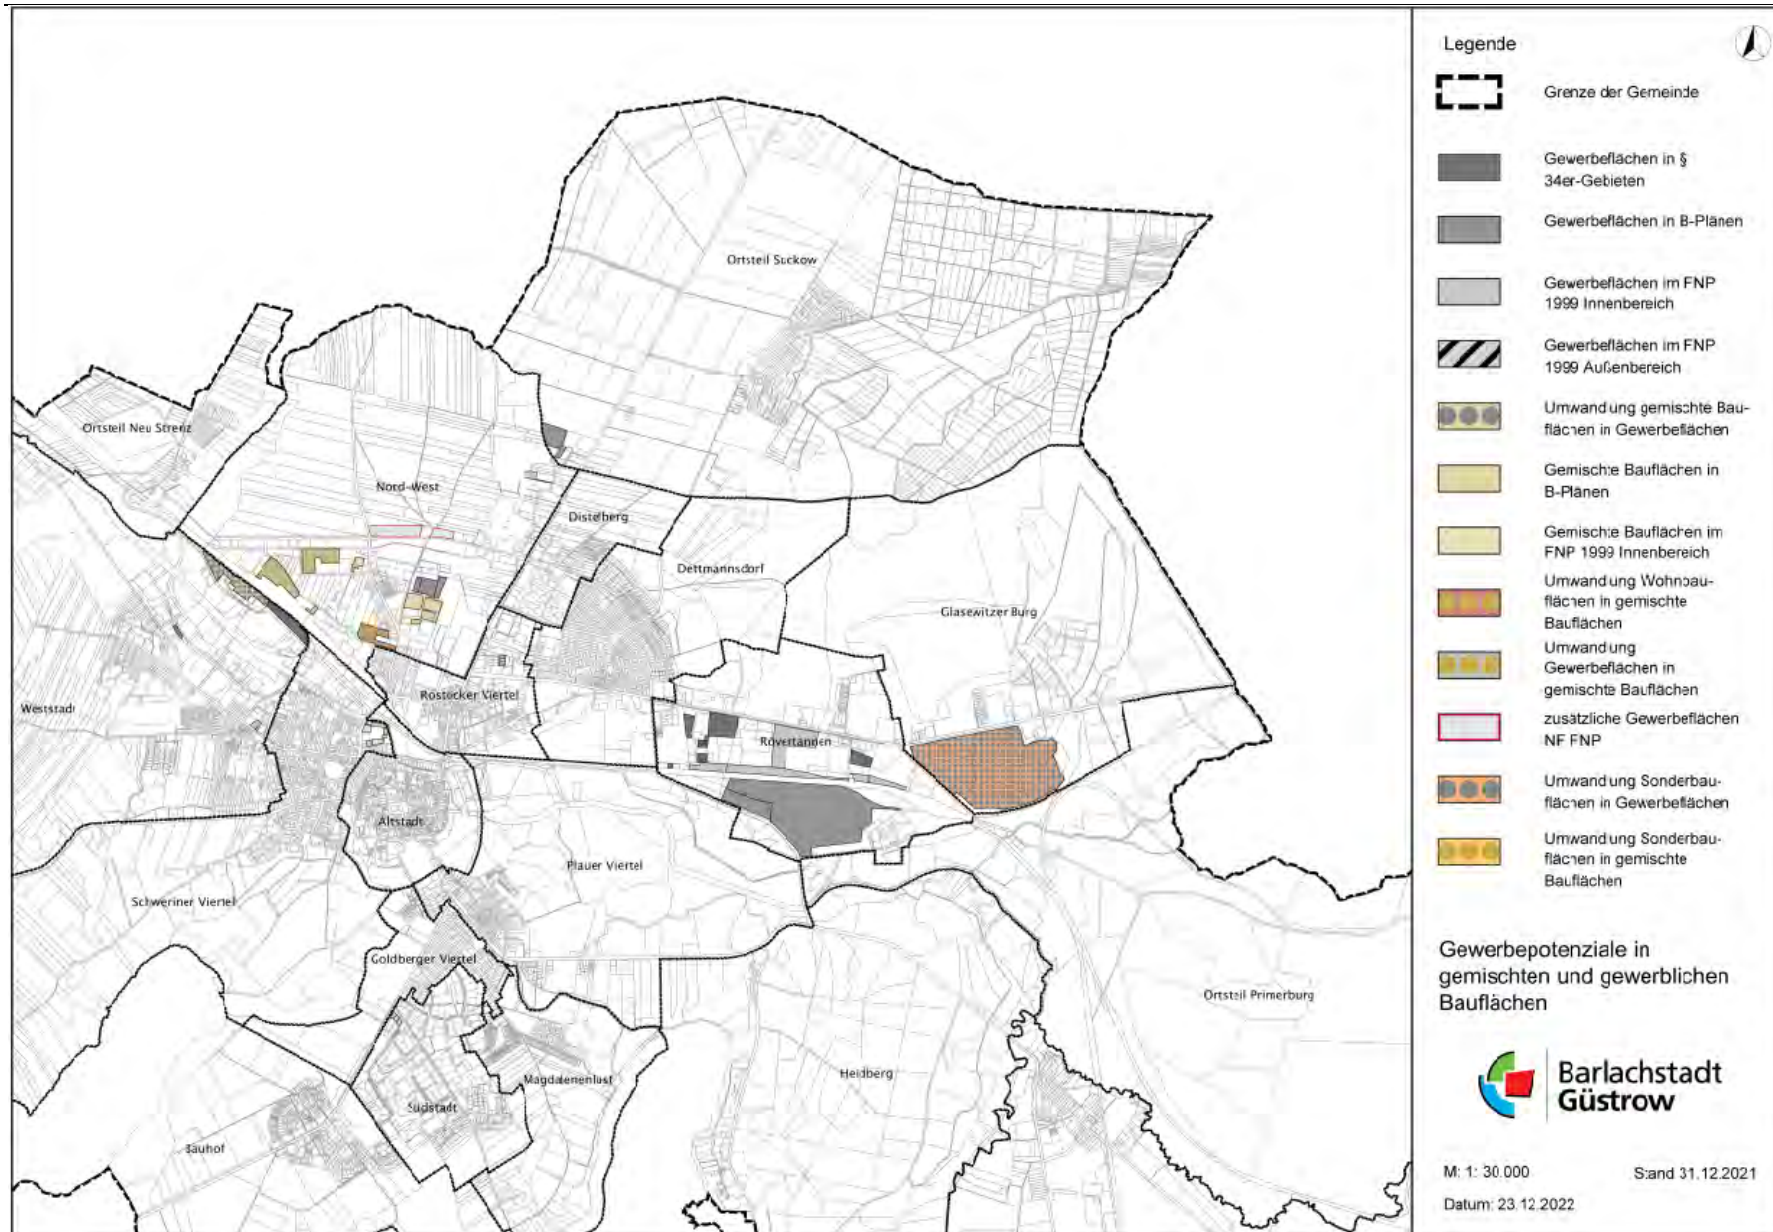 Legende
Grenze der Gemeinde
Gewerbeflächen in §
34er-Gebieten
Gewerbeflächen in B-Plänen
Gewerbeflächen im FNP
1999 Innenbereich
Gewerbeflächen im FNP
1999 Außenbereich
Umwandlung gemischte Bau-
flächen in Gewerbeflächen
Gemischte Bauflächen in
B-Plänen
Gemischte Bauflächen im
FNP 1999 Innenbereich
Umwandlung Wohnbau-
flächen in gemischte
Bauflächen
Umwandlung
Gewerbeflächen in
gemischte Bauflächen
zusätzliche Gewerbeflächen
NF FNP
Umwandlung Sonderbau-
flächen in Gewerbeflächen
Umwandlung Sonderbau-
flächen in gemischte
Bauflächen
Gewerbepotenziale in
gemischten und gewerblichen
Bauflächen
Barlachstadt
Güstrow
M: 1: 30.000
Stand 31.12.2021
Datum: 23.12.2022
Ortsteil Suckow
Ortsteil Neu Strenz
Nord-West
Distelberg
Dettmannsdorf
Glasewitzer Burg
Weststadt
Rostocker Viertel
Rövertannen
Altstadt
Plauer Viertel
Schweriner Viertel
Goldberger Viertel
Ortsteil Primerburg
Heidberg
Magdalenenlust
Südstadt
Bauhof